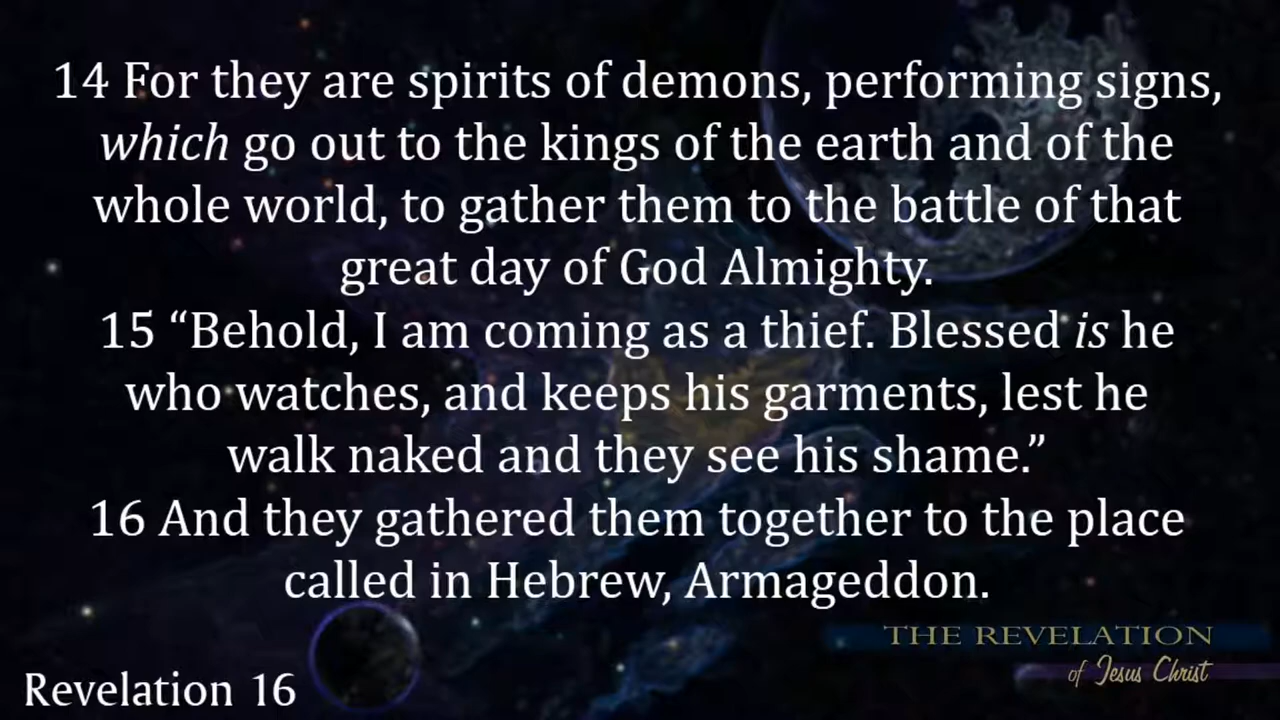 14 For they are spirits of demons, performing signs,
which go out to the kings of the earth and of the
whole world, to gather them to the battle of that
great day of God Almighty.
15 “Behold, I am coming as a thief. Blessed is he
who watches, and keeps his garments, lest he
walk naked and they see his shame.”
16 And they gathered them together to the place
called in Hebrew, Armageddon.
THE REVELATION
of Jesus Christ
Revelation 16